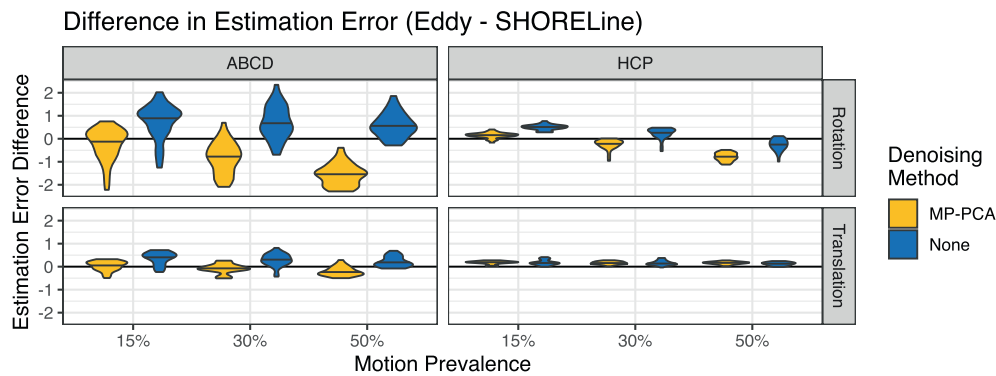 Difference in Estimation Error (Eddy - SHORELine)
ABCD
HCP
Estimation Error Difference
2
1
0
-1
-2
Rotation
2
1
0
-1
-2
Translation
15%
30%
50%
15%
30%
50%
Motion Prevalence
Denoising
Method
MP-PCA
None